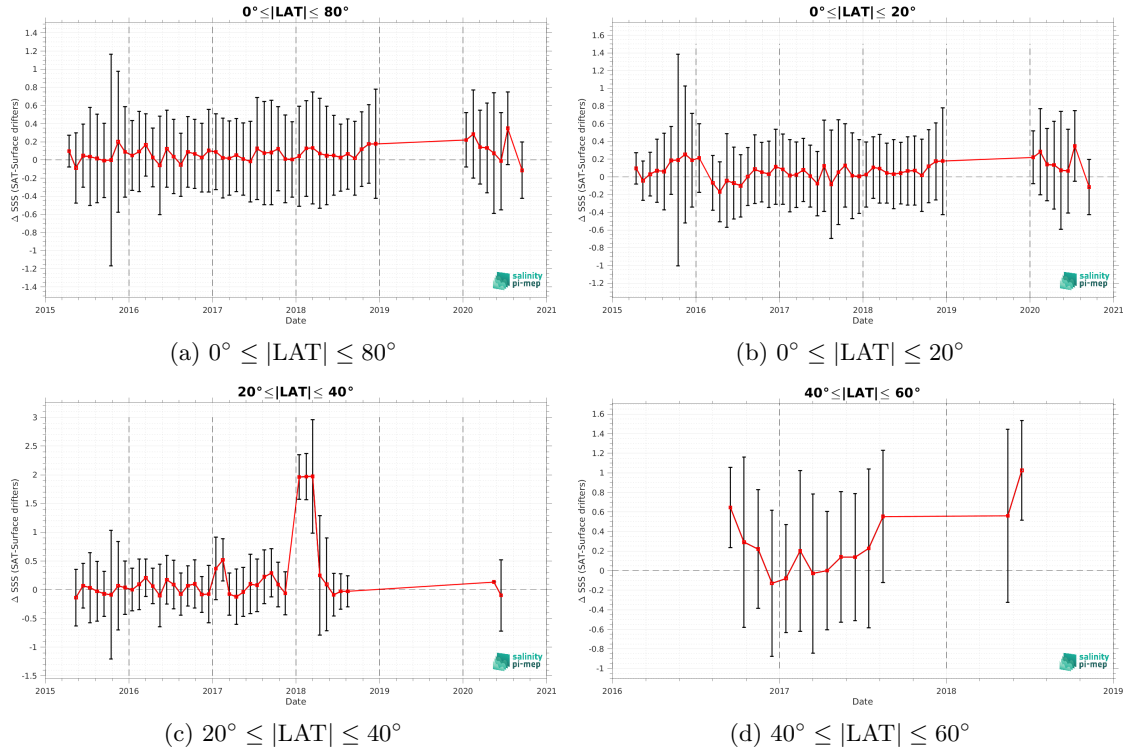 0°≤|LAT|≤ 80°
1.4
1.2
1
0.8
0.6
0.4
0.2
0
-0.2
-0.4
-0.6
-0.8
-1
-1.2
-1.4
Δ SSS (SAT-Surface drifters)
2015 2016 2017 2018 2019 2020 2021
Date
salinity
pi-mep
(a) 0° ≤ |LAT| ≤ 80°
0°≤|LAT|≤ 20°
1.6
1.4
1.2
1
0.8
0.6
0.4
0.2
0
-0.2
-0.4
-0.6
-0.8
-1
-1.2
Δ SSS (SAT-Surface drifters)
2015 2016 2017 2018 2019 2020 2021
Date
salinity
pi-mep
(b) 0° ≤ |LAT| ≤ 20°
20°≤|LAT|≤ 40°
3
2.5
2
1.5
1
0.5
0
-0.5
-1
-1.5
Δ SSS (SAT-Surface drifters)
2015 2016 2017 2018 2019 2020 2021
Date
salinity
pi-mep
(c) 20° ≤ |LAT| ≤ 40°
40°≤|LAT|≤ 60°
1.6
1.4
1.2
1
0.8
0.6
0.4
0.2
0
-0.2
-0.4
-0.6
-0.8
-1
Δ SSS (SAT-Surface drifters)
2016 2017 2018 2019
Date
salinity
pi-mep
(d) 40° ≤ |LAT| ≤ 60°